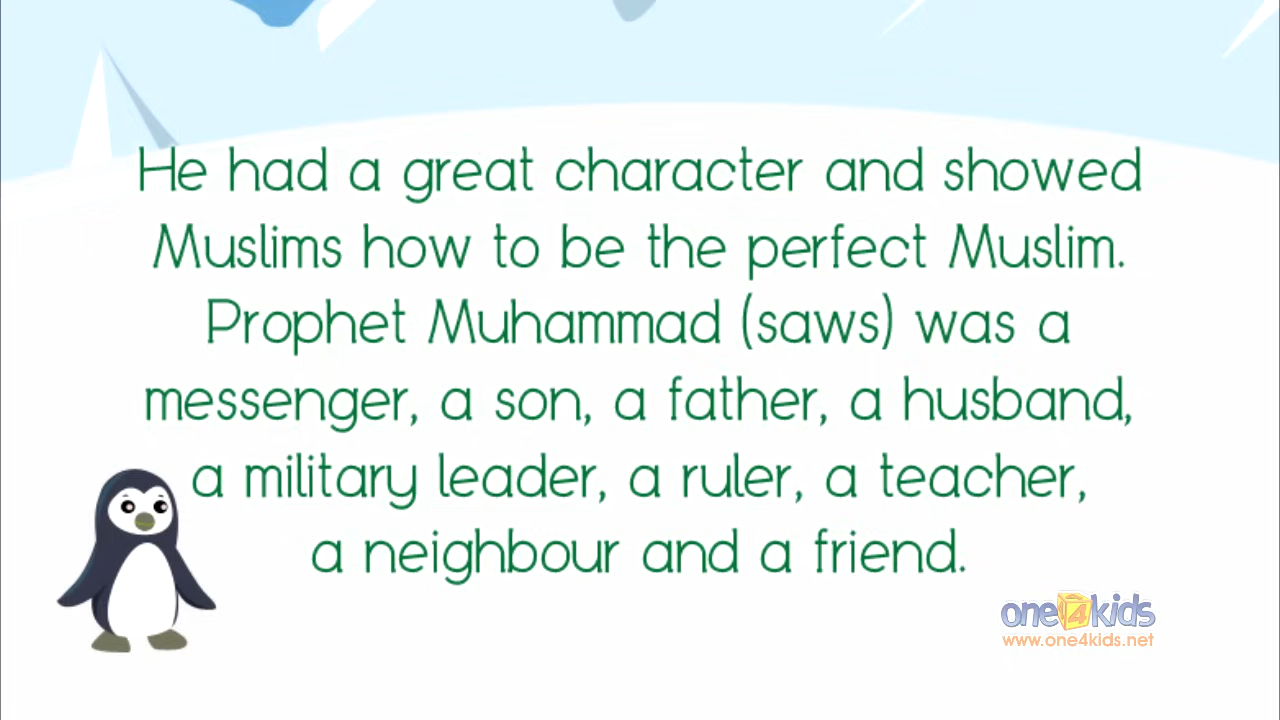 He had a great character and showed
Muslims how to be the perfect Muslim.
Prophet Muhammad (saws) was a
messenger, a son, a father, a husband,
a military leader, a ruler, a teacher,
a neighbour and a friend.
one4kids
www.one4kids.net